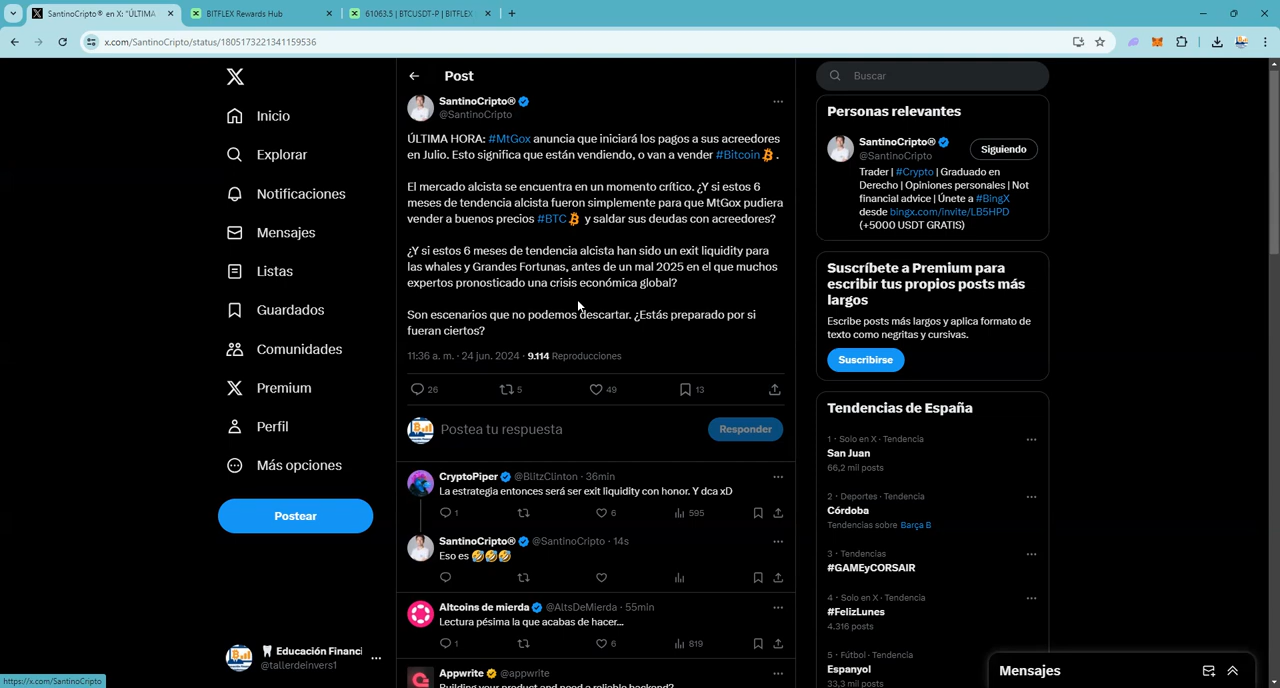 SantinoCripto® en X: "ÚLTIMA
BITFLEX Rewards Hub
61063.5 | BTCUSDT-P | BITFLEX
x.com/SantinoCripto/status/1805173221341159536
Inicio
Explorar
Notificaciones
Mensajes
Listas
Guardados
Comunidades
Premium
Perfil
Más opciones
Postear
Educación Financi
@tallerdeinvers1
https://x.com/SantinoCripto
Post
SantinoCripto®
@SantinoCripto
ÚLTIMA HORA: #MtGox anuncia que iniciará los pagos a sus acreedores
en Julio. Esto significa que están vendiendo, o van a vender #Bitcoin.
El mercado alcista se encuentra en un momento crítico. ¿Y si estos 6
meses de tendencia alcista fueron simplemente para que MtGox pudiera
vender a buenos precios #BTC y saldar sus deudas con acreedores?
¿Y si estos 6 meses de tendencia alcista han sido un exit liquidity para
las whales y Grandes Fortunas, antes de un mal 2025 en el que muchos
expertos pronosticado una crisis económica global?
Son escenarios que no podemos descartar. ¿Estás preparado por si
fueran ciertos?
11:36 a. m. · 24 jun. 2024 · 9.114 Reproducciones
26 5 49 13
Postea tu respuesta
Responder
CryptoPiper @BlitzClinton · 36min
La estrategia entonces será ser exit liquidity con honor. Y dca xD
1 6 595
SantinoCripto® @SantinoCripto · 14s
Eso es 🤣🤣🤣
Altcoins de mierda @AltsDeMierda · 55min
Lectura pésima la que acabas de hacer...
1 6 819
Appwrite @appwrite
Building your product and need a reliable backend?
Buscar
Personas relevantes
SantinoCripto®
@SantinoCripto
Siguiendo
Trader | #Crypto | Graduado en
Derecho | Opiniones personales | Not
financial advice | Únete a #BingX
desde bingx.com/invite/LB5HPD
(+5000 USDT GRATIS)
Suscríbete a Premium para
escribir tus propios posts más
largos
Escribe posts más largos y aplica formato de
texto como negritas y cursivas.
Suscribirse
Tendencias de España
1 · Solo en X · Tendencia
San Juan
66,2 mil posts
2 · Deportes · Tendencia
Córdoba
Tendencias sobre Barça B
3 · Tendencias
#GAMEyCORSAIR
4 · Solo en X · Tendencia
#FelizLunes
4.316 posts
5 · Fútbol · Tendencia
Espanyol
33,3 mil posts
Mensajes